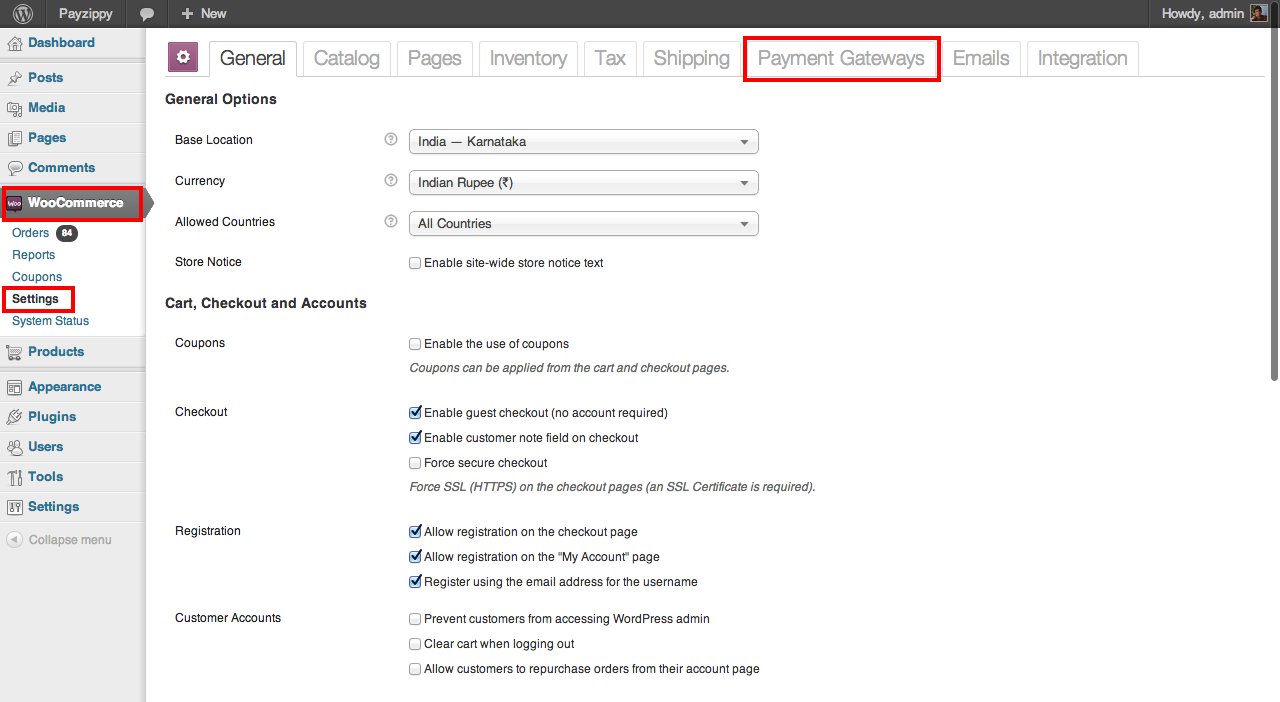 Payzippy
New
Howdy, admin
Dashboard
Posts
Media
Pages
Comments
Woo WooCommerce
Orders 84
Reports
Coupons
Settings
System Status
Products
Appearance
Plugins
Users
Tools
Settings
Collapse menu
General Catalog Pages Inventory Tax Shipping Payment Gateways Emails Integration
General Options
Base Location ? India — Karnataka
Currency ? Indian Rupee (₹)
Allowed Countries ? All Countries
Store Notice Enable site-wide store notice text
Cart, Checkout and Accounts
Coupons Enable the use of coupons
Coupons can be applied from the cart and checkout pages.
Checkout Enable guest checkout (no account required)
Enable customer note field on checkout
Force secure checkout
Force SSL (HTTPS) on the checkout pages (an SSL Certificate is required).
Registration Allow registration on the checkout page
Allow registration on the "My Account" page
Register using the email address for the username
Customer Accounts Prevent customers from accessing WordPress admin
Clear cart when logging out
Allow customers to repurchase orders from their account page